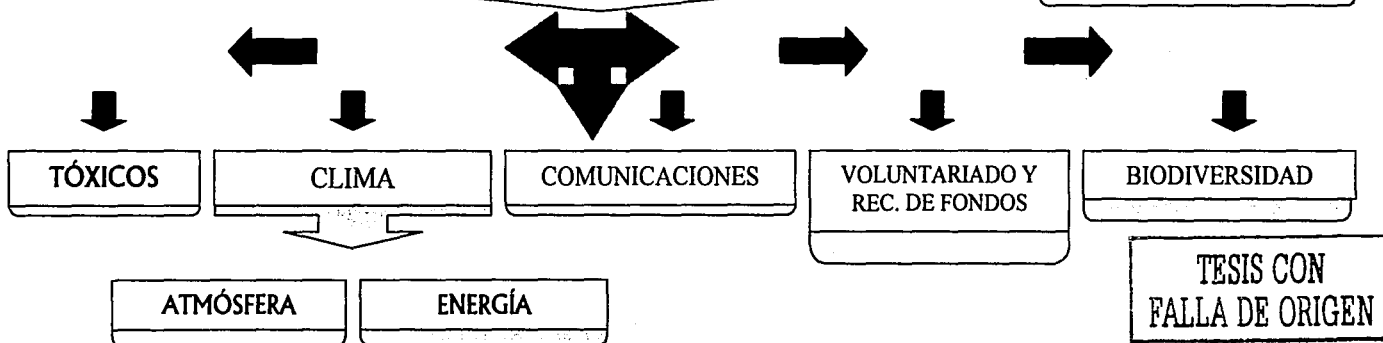 TÓXICOS
CLIMA
COMUNICACIONES
VOLUNTARIADO Y
REC. DE FONDOS
BIODIVERSIDAD
ATMÓSFERA
ENERGÍA
TESIS CON
FALLA DE ORIGEN